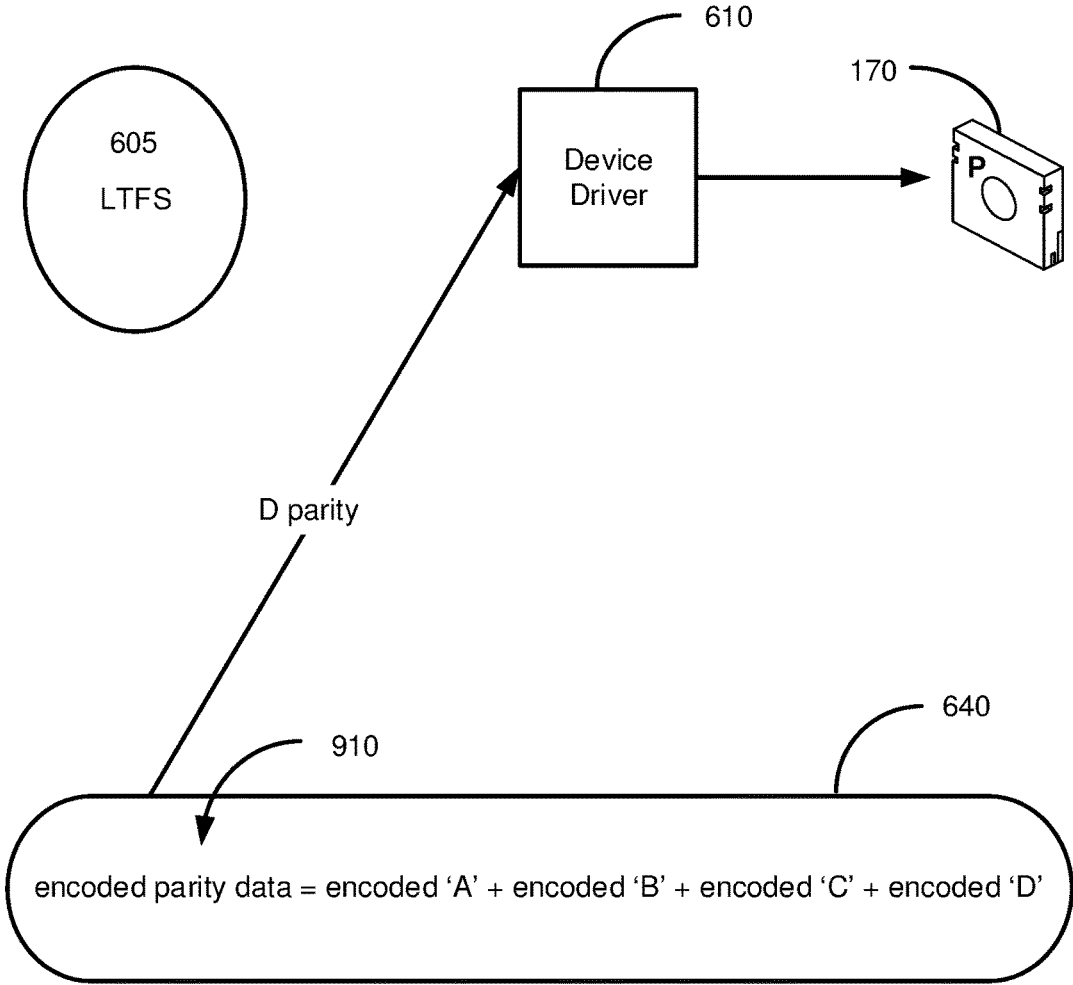 610
170
605
LTFS
Device
Driver
P
D parity
640
910
encoded parity data = encoded ‘A’ + encoded ‘B’ + encoded ‘C’ + encoded ‘D’